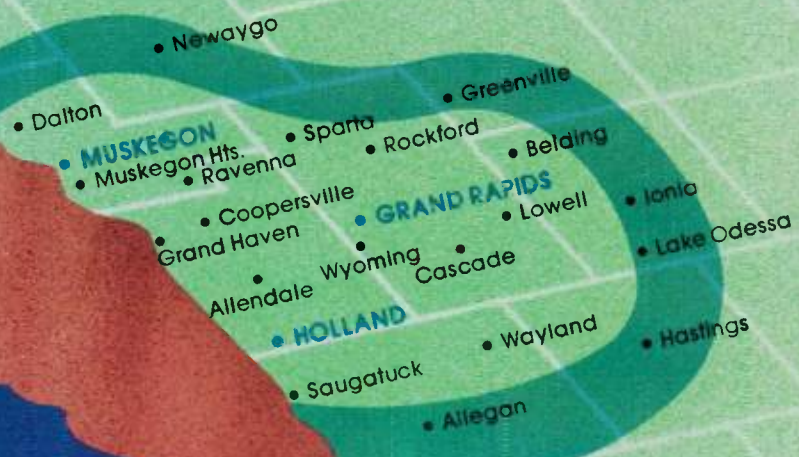 Newaygo
Greenville
Dalton
MUSKEGON
Sparta
Rockford
Belding
Muskegon Hts.
Ravenna
Ionia
Coopersville
GRAND RAPIDS
Lowell
Grand Haven
Lake Odessa
Wyoming
Cascade
Allendale
HOLLAND
Wayland
Hastings
Saugatuck
Allegan